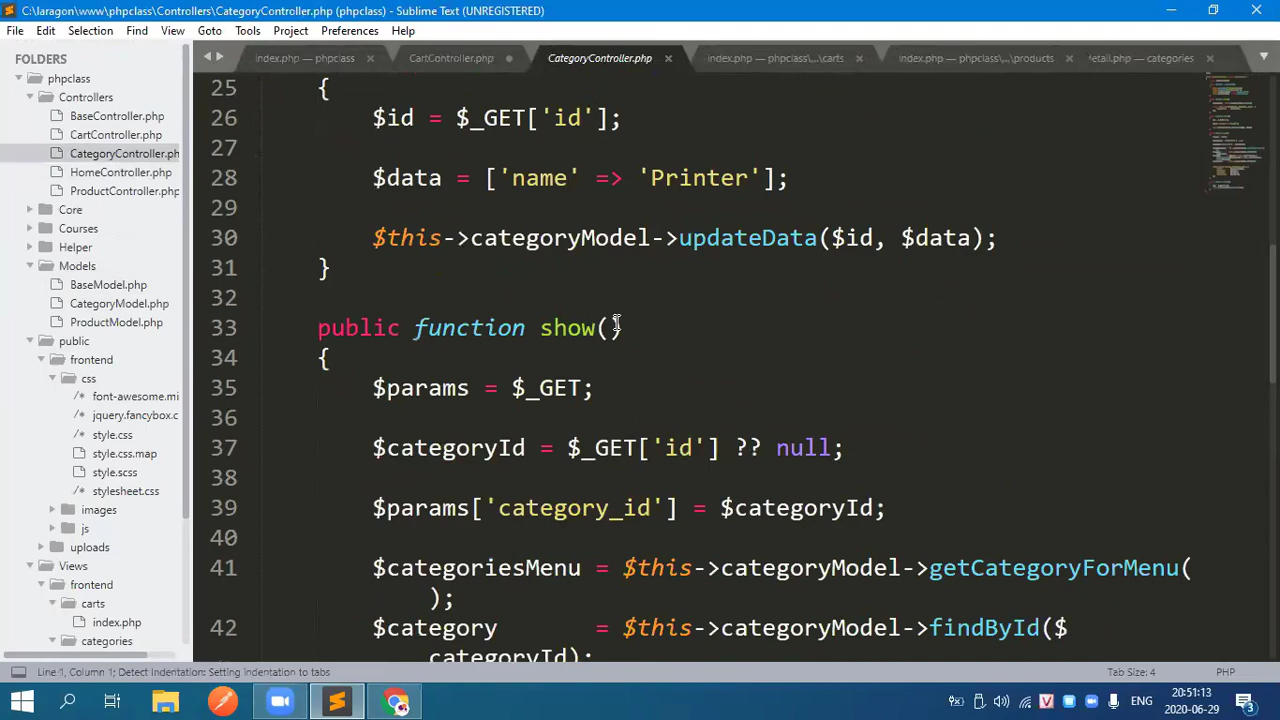 C:\laragon\www\phpclass\Controllers\CategoryController.php (phpclass) - Sublime Text (UNREGISTERED)
File Edit Selection Find View Goto Tools Project Preferences Help
FOLDERS
phpclass
Controllers
BaseController.php
CartController.php
CategoryController.ph
HomeController.php
ProductController.php
Core
Courses
Helper
Models
BaseModel.php
CategoryModel.php
ProductModel.php
public
frontend
css
font-awesome.mi
jquery.fancybox.c
style.css
style.css.map
style.scss
stylesheet.css
images
js
uploads
Views
frontend
carts
index.php
categories
index.php — phpclass CartController.php CategoryController.php index.php — phpclass\...\carts index.php — phpclass\...\products detail.php — categories
25 {
26 $id = $_GET['id'];
27
28 $data = ['name' => 'Printer'];
29
30 $this->categoryModel->updateData($id, $data);
31 }
32
33 public function show()
34 {
35 $params = $_GET;
36
37 $categoryId = $_GET['id'] ?? null;
38
39 $params['category_id'] = $categoryId;
40
41 $categoriesMenu = $this->categoryModel->getCategoryForMenu(
);
42 $category = $this->categoryModel->findById($
categoryId);
Line 1, Column 1; Detect Indentation: Setting indentation to tabs Tab Size: 4 PHP
ENG
20:51:13
2020-06-29
3